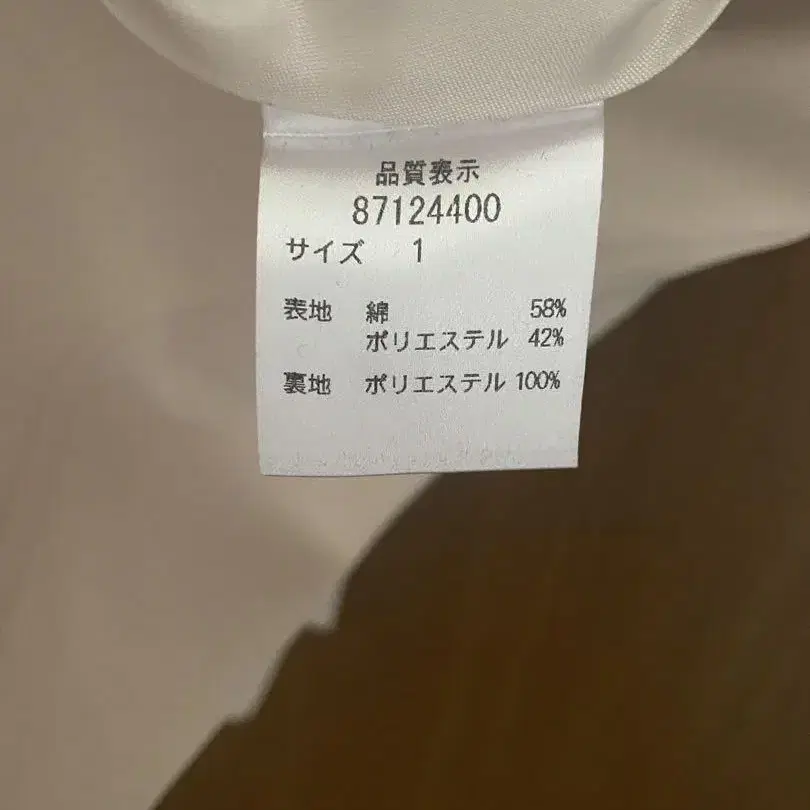 品質表示
87124400
サイズ 1
表地 綿 58%
ポリエステル 42%
裏地 ポリエステル 100%